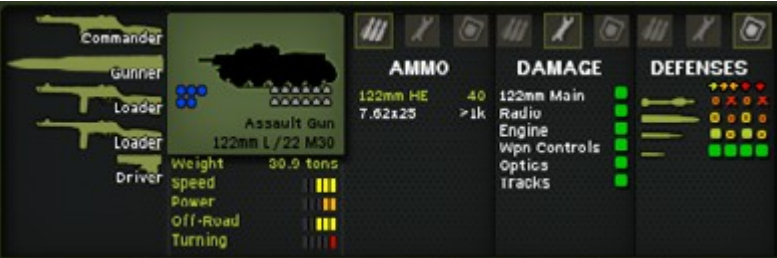 Commander
Gunner
Loader
Loader
Driver
Assault Gun
122mm L/22 M30
Weight 30.9 tons
Speed
Power
Off-Road
Turning
AMMO
122mm HE 40
7.62x25 >1k
DAMAGE
122mm Main
Radio
Engine
Wpn Controls
Optics
Tracks
DEFENSES